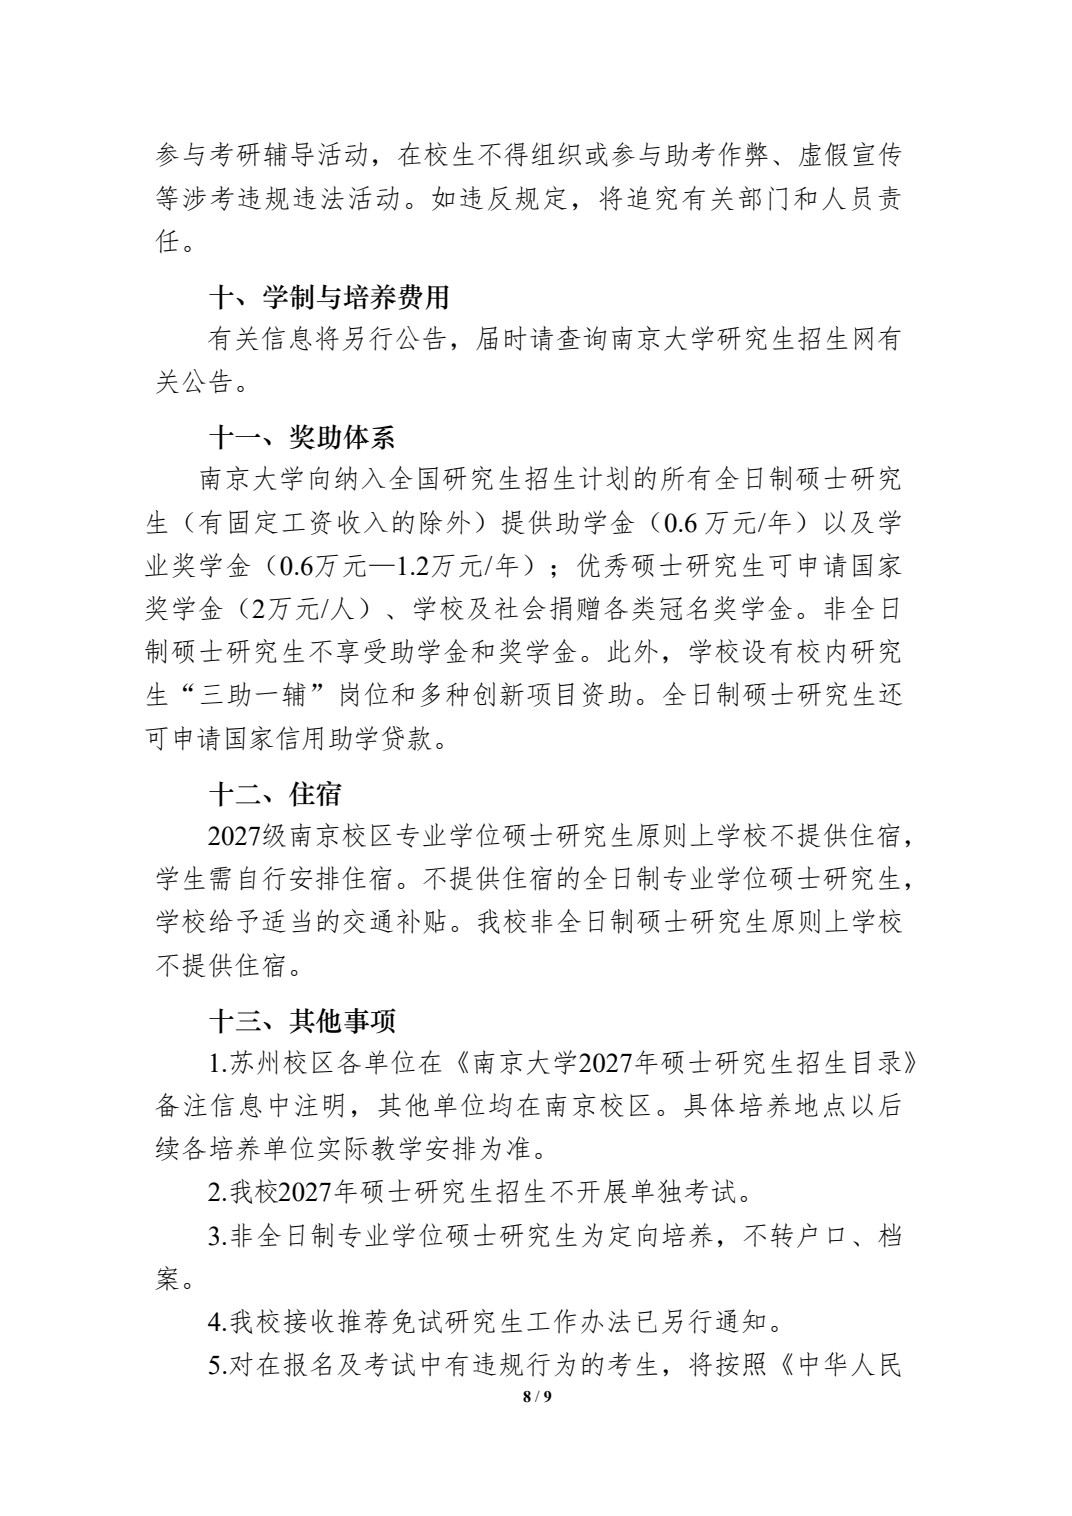 参与考研辅导活动，在校生不得组织或参与助考作弊、虚假宣传
等涉考违规违法活动。如违反规定，将追究有关部门和人员责
任。
十、学制与培养费用
有关信息将另行公告，届时请查询南京大学研究生招生网有
关公告。
十一、奖助体系
南京大学向纳入全国研究生招生计划的所有全日制硕士研究
生（有固定工资收入的除外）提供助学金（0.6 万元/年）以及学
业奖学金（0.6万元—1.2万元/年）；优秀硕士研究生可申请国家
奖学金（2万元/人）、学校及社会捐赠各类冠名奖学金。非全日
制硕士研究生不享受助学金和奖学金。此外，学校设有校内研究
生“三助一辅”岗位和多种创新项目资助。全日制硕士研究生还
可申请国家信用助学贷款。
十二、住宿
2027级南京校区专业学位硕士研究生原则上学校不提供住宿，
学生需自行安排住宿。不提供住宿的全日制专业学位硕士研究生，
学校给予适当的交通补贴。我校非全日制硕士研究生原则上学校
不提供住宿。
十三、其他事项
1.苏州校区各单位在《南京大学2027年硕士研究生招生目录》
备注信息中注明，其他单位均在南京校区。具体培养地点以后
续各培养单位实际教学安排为准。
2.我校2027年硕士研究生招生不开展单独考试。
3.非全日制专业学位硕士研究生为定向培养，不转户口、档
案。
4.我校接收推荐免试研究生工作办法已另行通知。
5.对在报名及考试中有违规行为的考生，将按照《中华人民
8 / 9